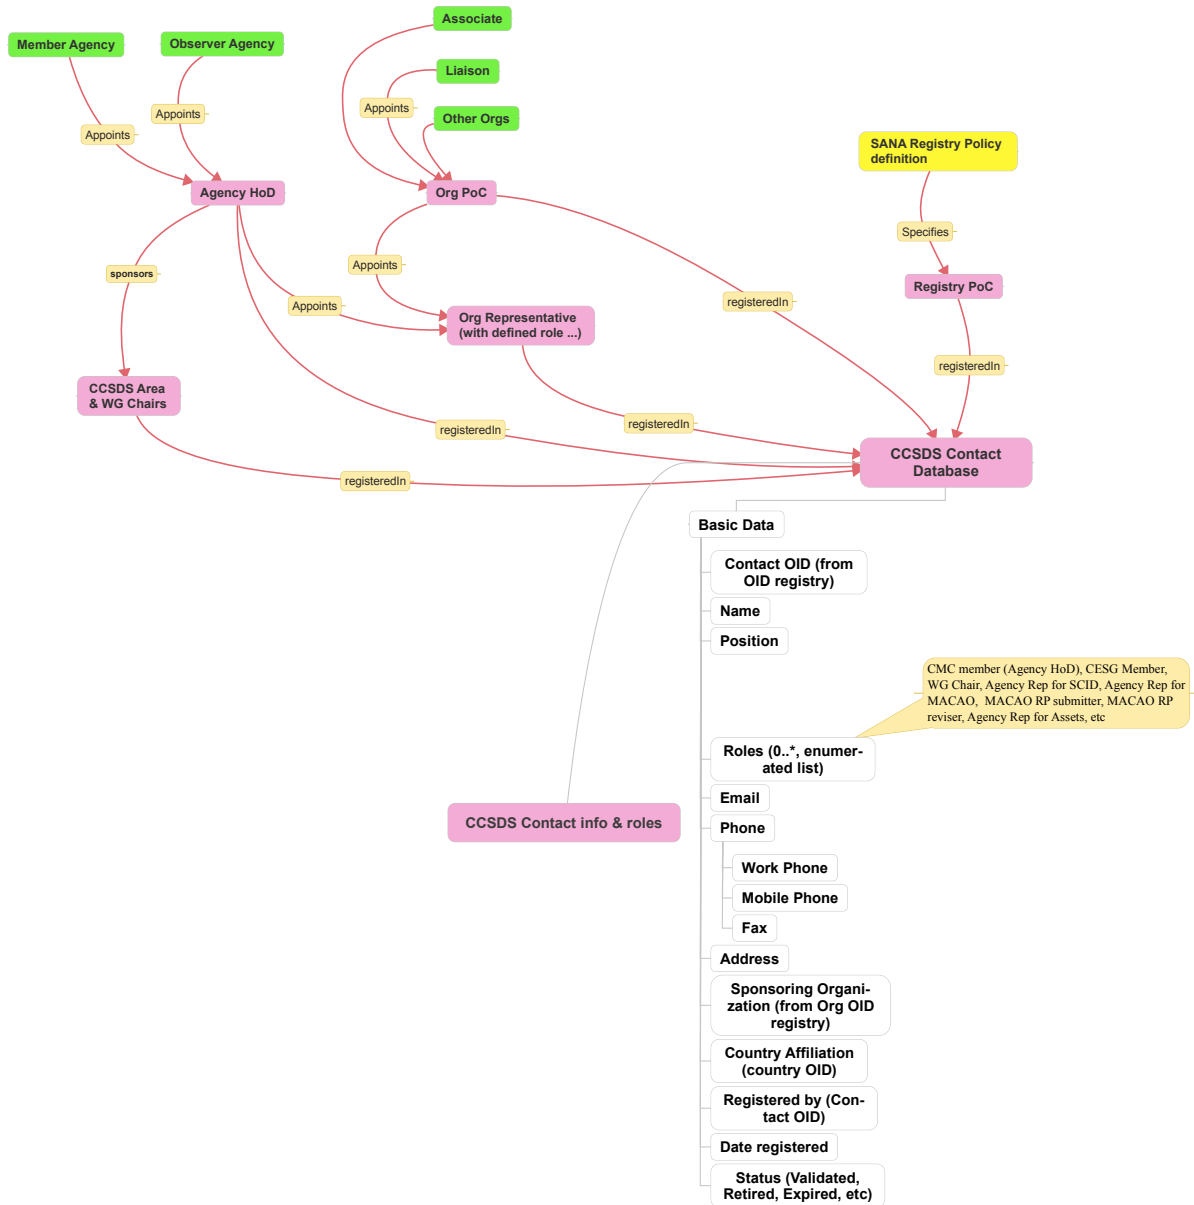 Associate
Member Agency
Observer Agency
Liaison
Appoints
Appoints
Appoints
Other Orgs
SANA Registry Policy
definition
Agency HoD
Org PoC
Specifies
sponsors
Appoints
Registry PoC
Appoints
registeredIn
Org Representative
(with defined role ...)
registeredIn
CCSDS Area
& WG Chairs
registeredIn
registeredIn
CCSDS Contact
Database
registeredIn
Basic Data
Contact OID (from
OID registry)
Name
Position
CMC member (Agency HoD), CESG Member,
WG Chair, Agency Rep for SCID, Agency Rep for
MACAO, MACAO RP submitter, MACAO RP
reviser, Agency Rep for Assets, etc
Roles (0..*, enumer-
ated list)
Email
CCSDS Contact info & roles
Phone
Work Phone
Mobile Phone
Fax
Address
Sponsoring Organi-
zation (from Org OID
registry)
Country Affiliation
(country OID)
Registered by (Con-
tact OID)
Date registered
Status (Validated,
Retired, Expired, etc)